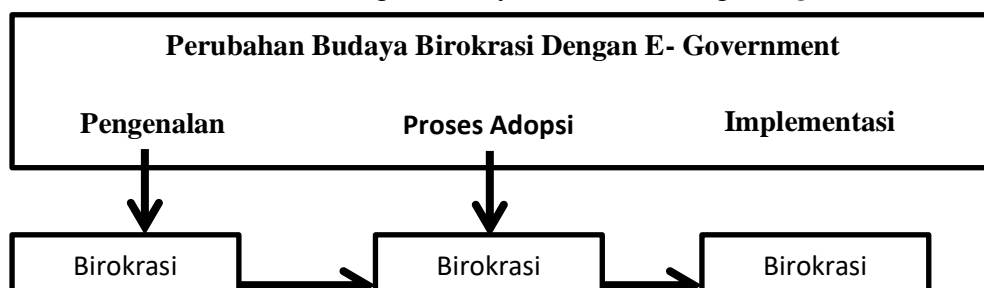 Perubahan Budaya Birokrasi Dengan E- Government
Pengenalan Proses Adopsi Implementasi
Birokrasi Birokrasi Birokrasi